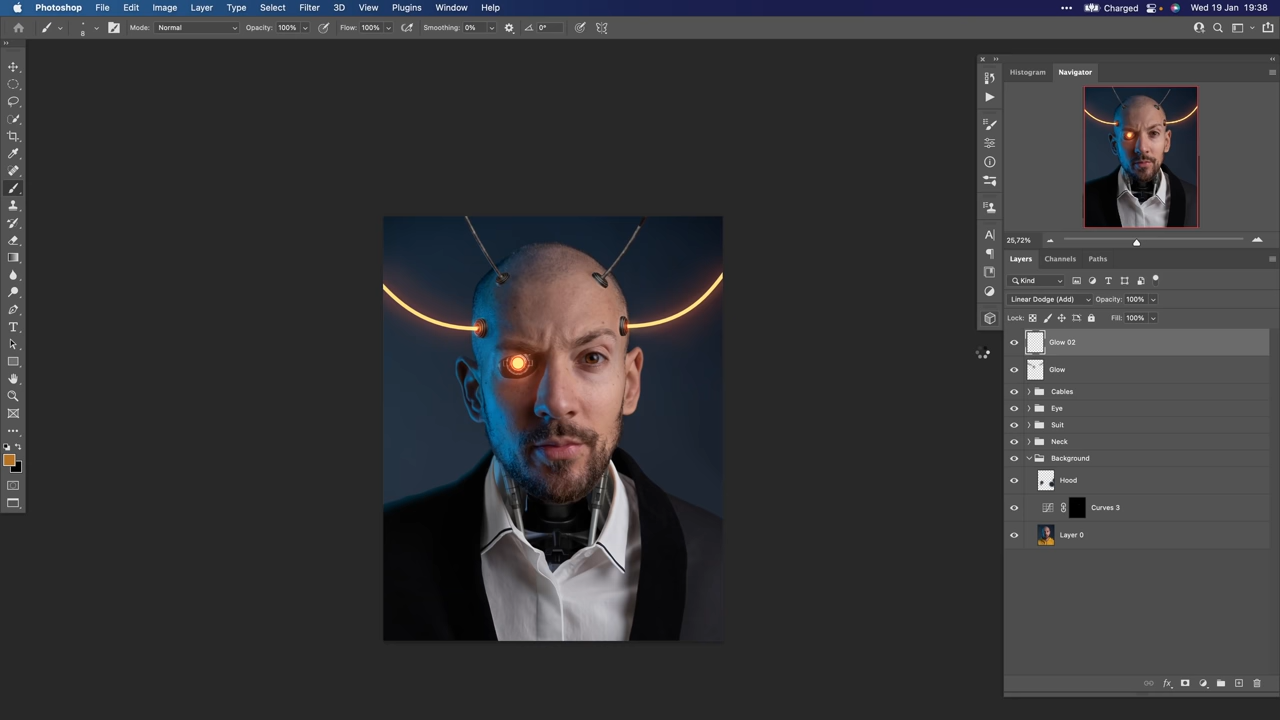 Photoshop File Edit Image Layer Type Select Filter 3D View Plugins Window Help Charged Wed 19 Jan 19:38
8 Mode: Normal Opacity: 100% Flow: 100% Smoothing: 0% 0°
Histogram Navigator
25,72%
Layers Channels Paths
Kind
Linear Dodge (Add) Opacity: 100%
Lock: Fill: 100%
Glow 02
Glow
Cables
Eye
Suit
Neck
Background
Hood
Curves 3
Layer 0